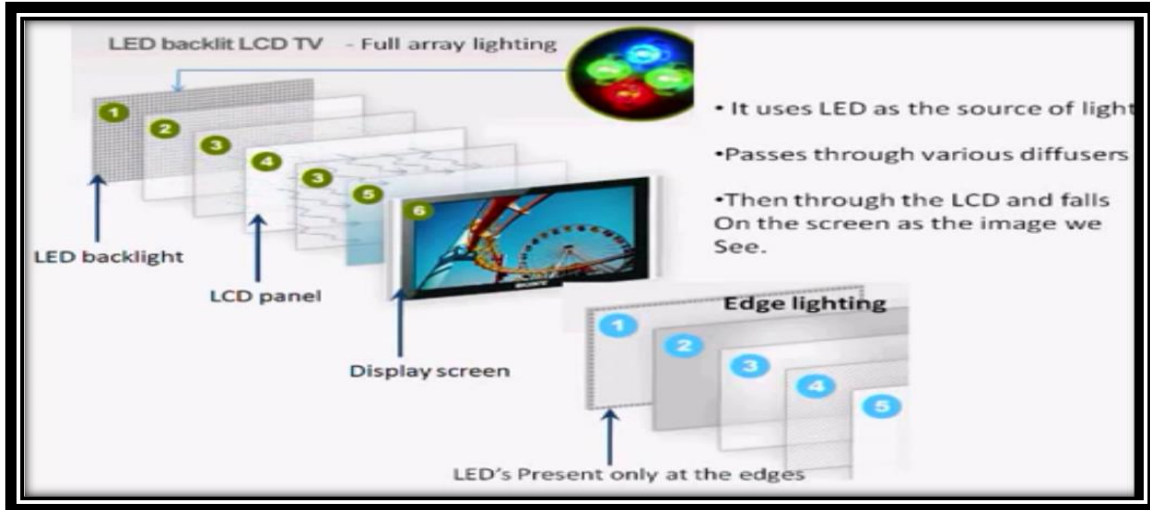 LED backlit LCD TV - Full array lighting
1
2
3
4
3
5
6
SONY
LED backlight
LCD panel
Display screen
• It uses LED as the source of light
•Passes through various diffusers
•Then through the LCD and falls
On the screen as the image we
See.
Edge lighting
1
2
3
4
5
LED's Present only at the edges